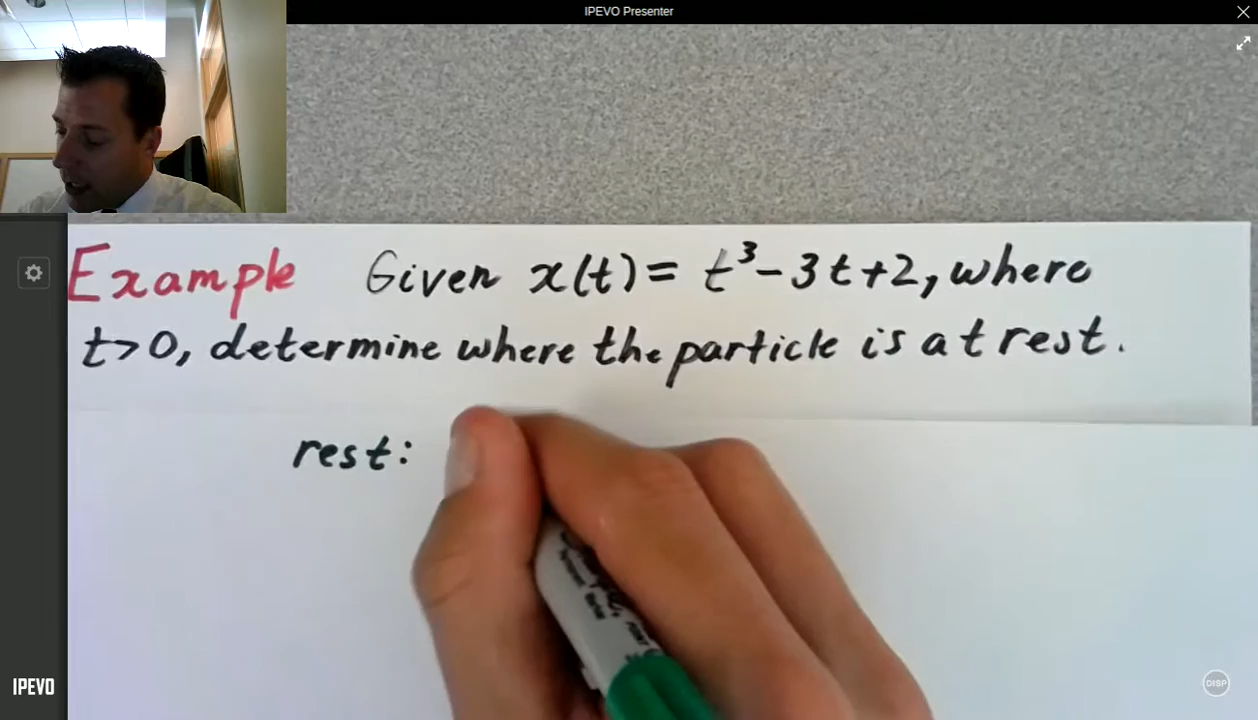 IPEVO Presenter
Example Given x(t) = t³ - 3t + 2, where
t > 0, determine where the particle is at rest.
rest:
IPEVO
DISP